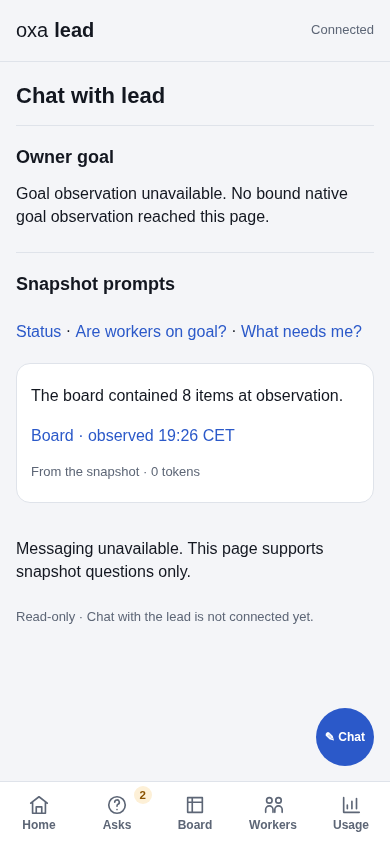 oxa lead
Connected
Chat with lead
Owner goal
Goal observation unavailable. No bound native
goal observation reached this page.
Snapshot prompts
Status · Are workers on goal? · What needs me?
The board contained 8 items at observation.
Board · observed 19:26 CET
From the snapshot · 0 tokens
Messaging unavailable. This page supports
snapshot questions only.
Read-only · Chat with the lead is not connected yet.
✎ Chat
2
Home Asks Board Workers Usage